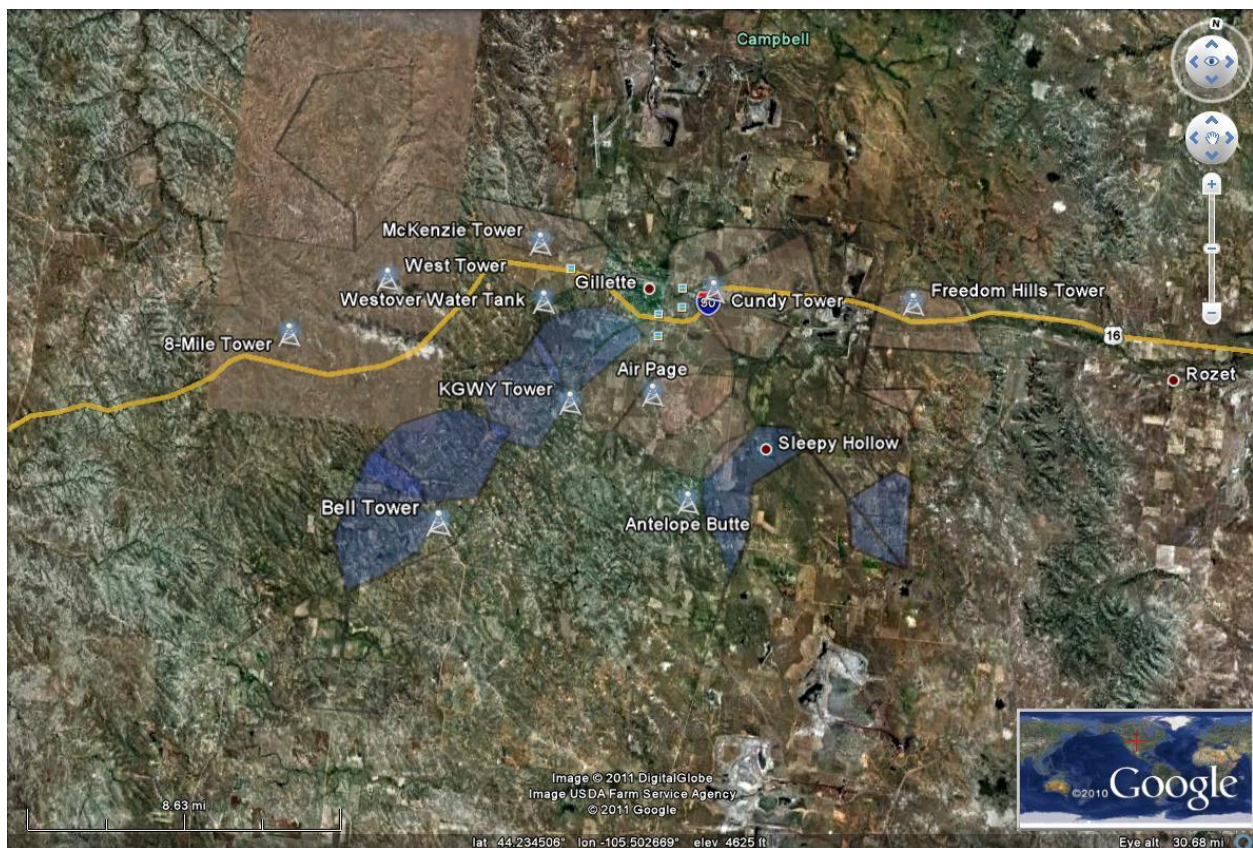 N
Campbell
McKenzie Tower
West Tower
Gillette
Westover Water Tank
90
Cundy Tower
Freedom Hills Tower
8-Mile Tower
16
Air Page
Rozet
KGWY Tower
Sleepy Hollow
Bell Tower
Antelope Butte
Image © 2011 DigitalGlobe
Image USDA Farm Service Agency
© 2011 Google
©2010 Google
8.63 mi
lat 44.234506° lon -105.502669° elev 4625 ft
Eye alt 30.68 mi